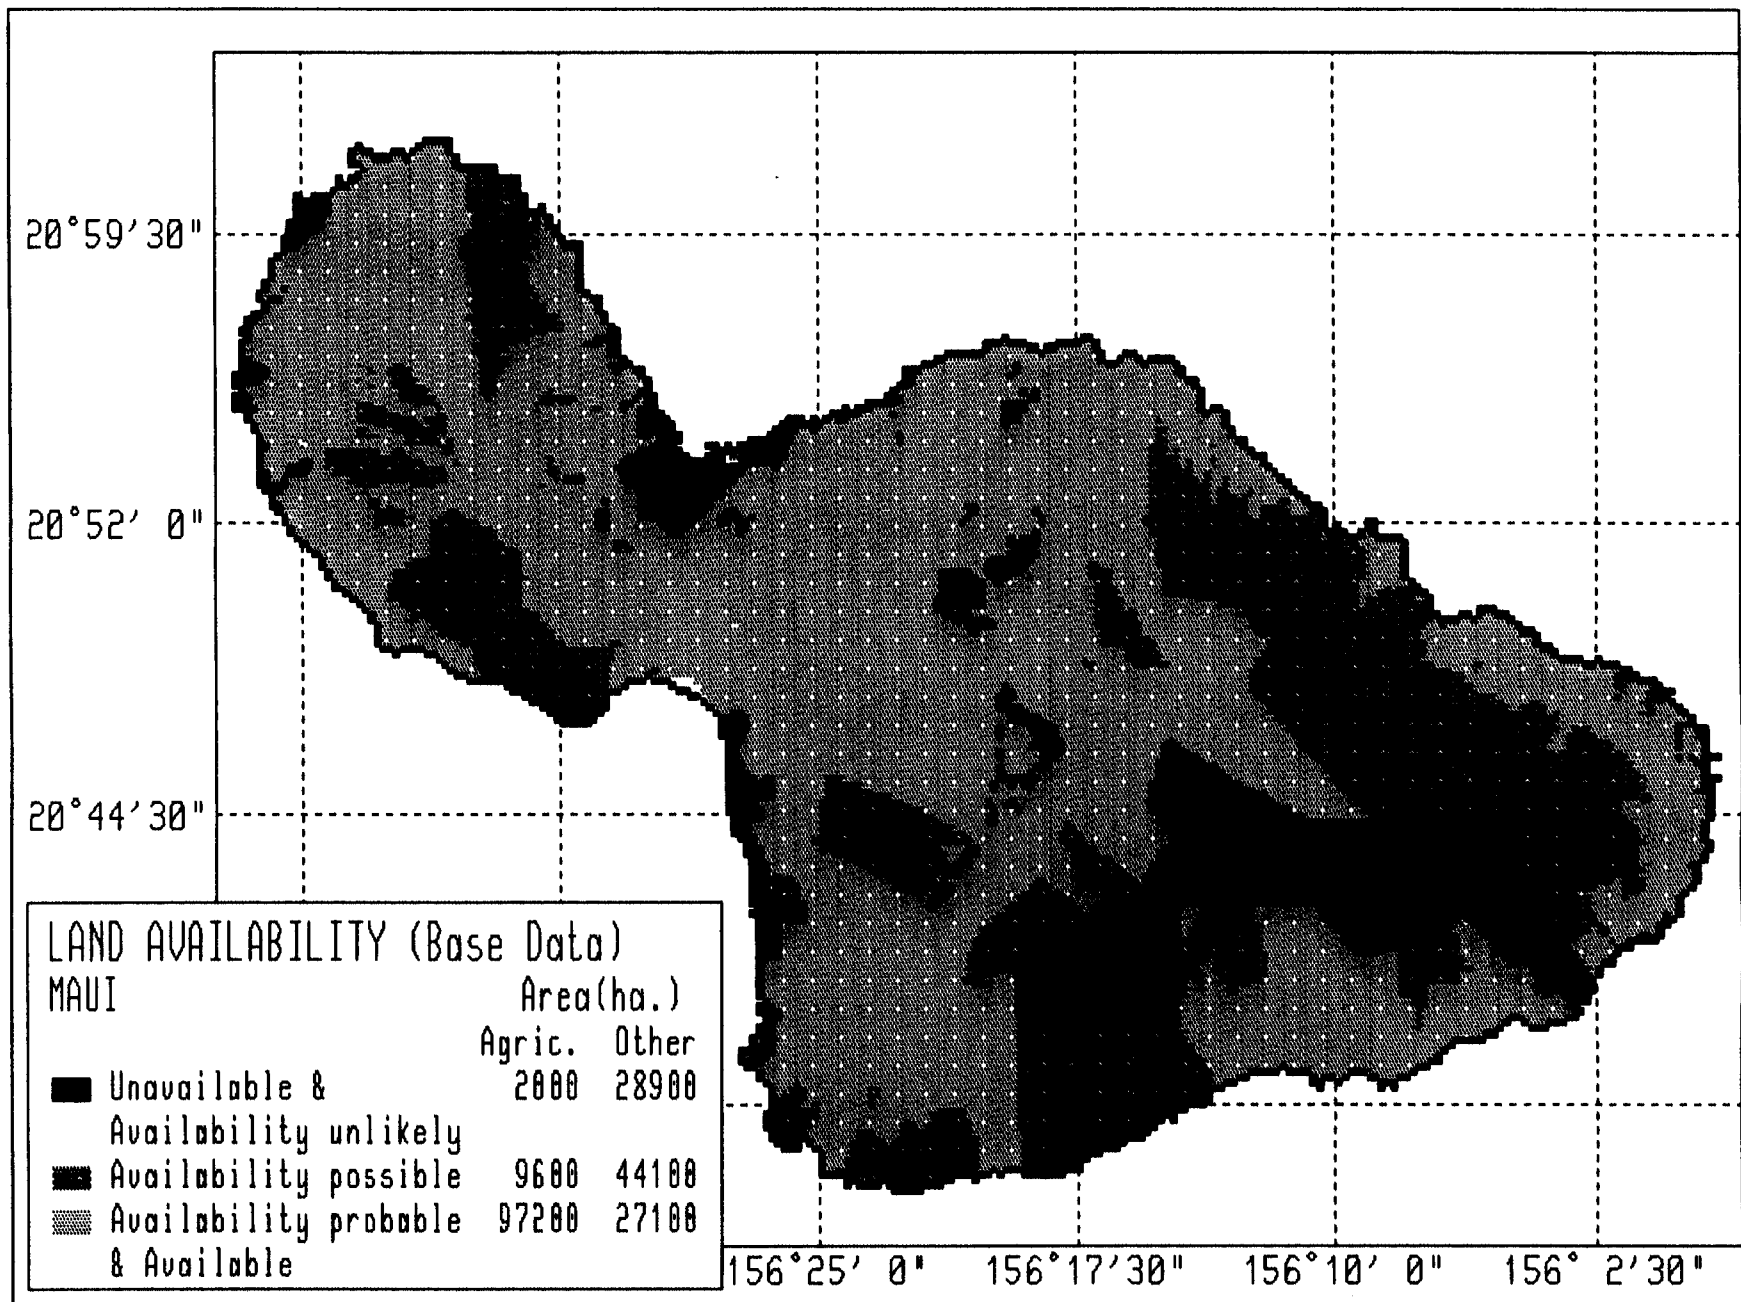 20°59'30"
20°52' 0"
20°44'30"
LAND AVAILABILITY (Base Data)
MAUI Area(ha.)
Agric. Other
Unavailable & 2000 28900
Availability unlikely
Availability possible 9600 44100
Availability probable 97200 27100
& Available
156°25' 0" 156°17'30" 156°10' 0" 156° 2'30"